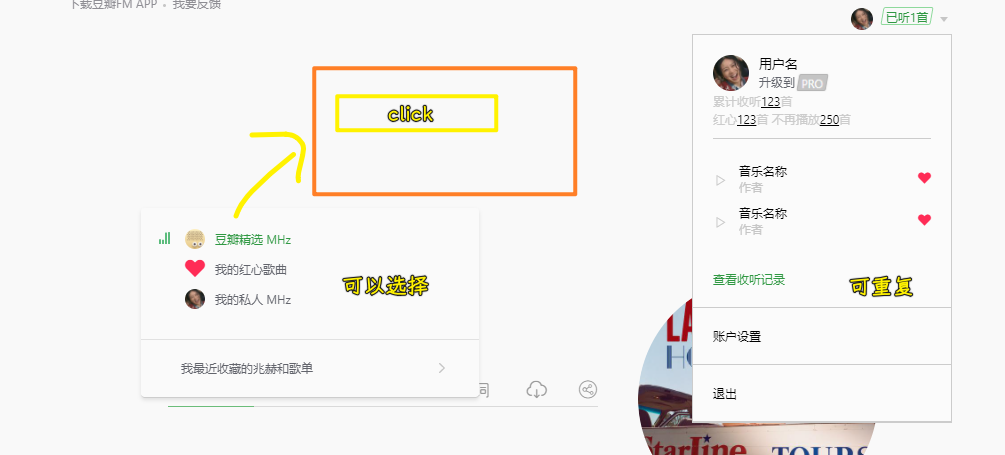 下载豆瓣FM APP · 我要反馈
已听1首
用户名
升级到 PRO
累计收听123首
红心123首 不再播放250首
音乐名称
作者
音乐名称
作者
查看收听记录
可重复
账户设置
退出
click
豆瓣精选 MHz
我的红心歌曲
我的私人 MHz
可以选择
我最近收藏的兆赫和歌单
词
StarLine
TOURS